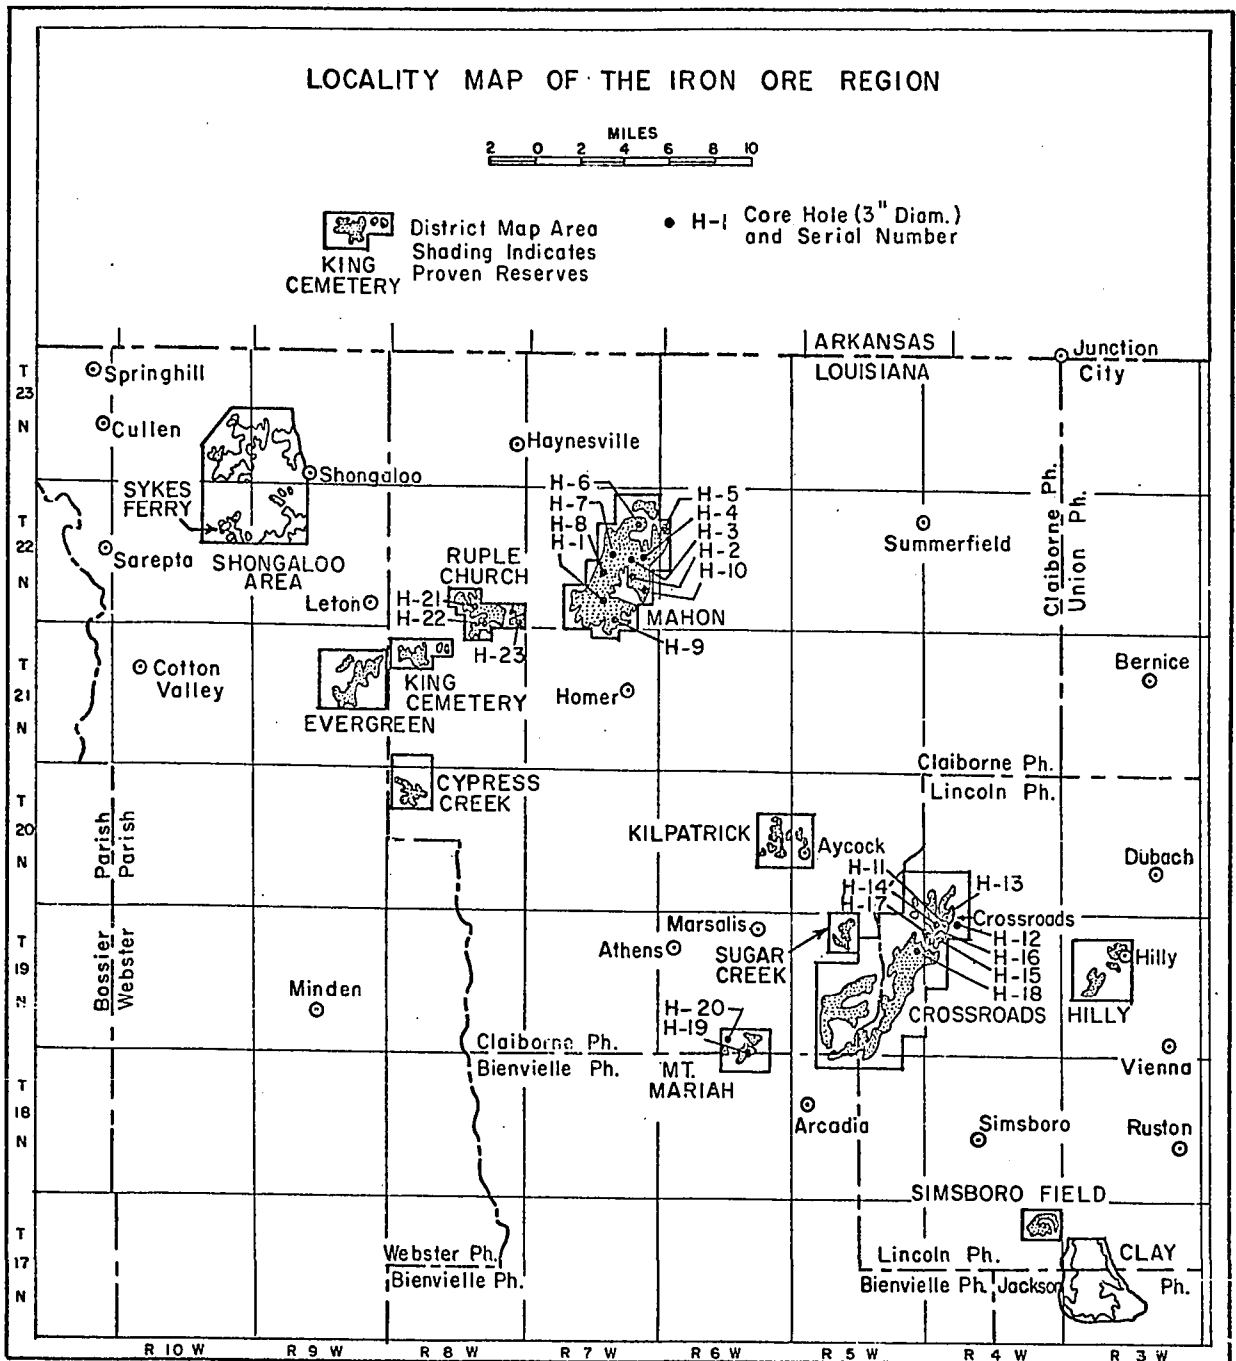 LOCALITY MAP OF THE IRON ORE REGION
MILES
2 0 2 4 6 8 10
District Map Area
Shading Indicates
Proven Reserves
KING
CEMETERY
H-1 Core Hole (3" Diam.)
and Serial Number
ARKANSAS
LOUISIANA
Junction
City
T
23
N
Springhill
Cullen
Shongaloo
Haynesville
SYKES
FERRY
SHONGALOO
AREA
T
22
N
Sarepta
Leton
RUPLE
CHURCH
H-21
H-22
H-23
H-6
H-7
H-8
H-1
H-5
H-4
H-3
H-2
H-10
MAHON
H-9
Summerfield
Claiborne Ph.
Union Ph.
T
21
N
Cotton
Valley
EVERGREEN
KING
CEMETERY
Homer
Bernice
Claiborne Ph.
Lincoln Ph.
T
20
N
Bossier Parish
Webster Parish
CYPRESS
CREEK
KILPATRICK
Aycock
Dubach
H-11
H-14
H-17
H-13
Crossroads
H-12
H-16
H-15
H-18
CROSSROADS
T
19
N
Minden
Marsalis
Athens
SUGAR
CREEK
Hilly
HILLY
H-20
H-19
Claiborne Ph.
Bienvielle Ph.
MT.
MARIAH
Vienna
T
18
N
Arcadia
Simsboro
Ruston
SIMSBORO FIELD
T
17
N
Webster Ph.
Bienvielle Ph.
Lincoln Ph.
Bienvielle Ph.
Jackson Ph.
CLAY
R 10 W
R 9 W
R 8 W
R 7 W
R 6 W
R 5 W
R 4 W
R 3 W